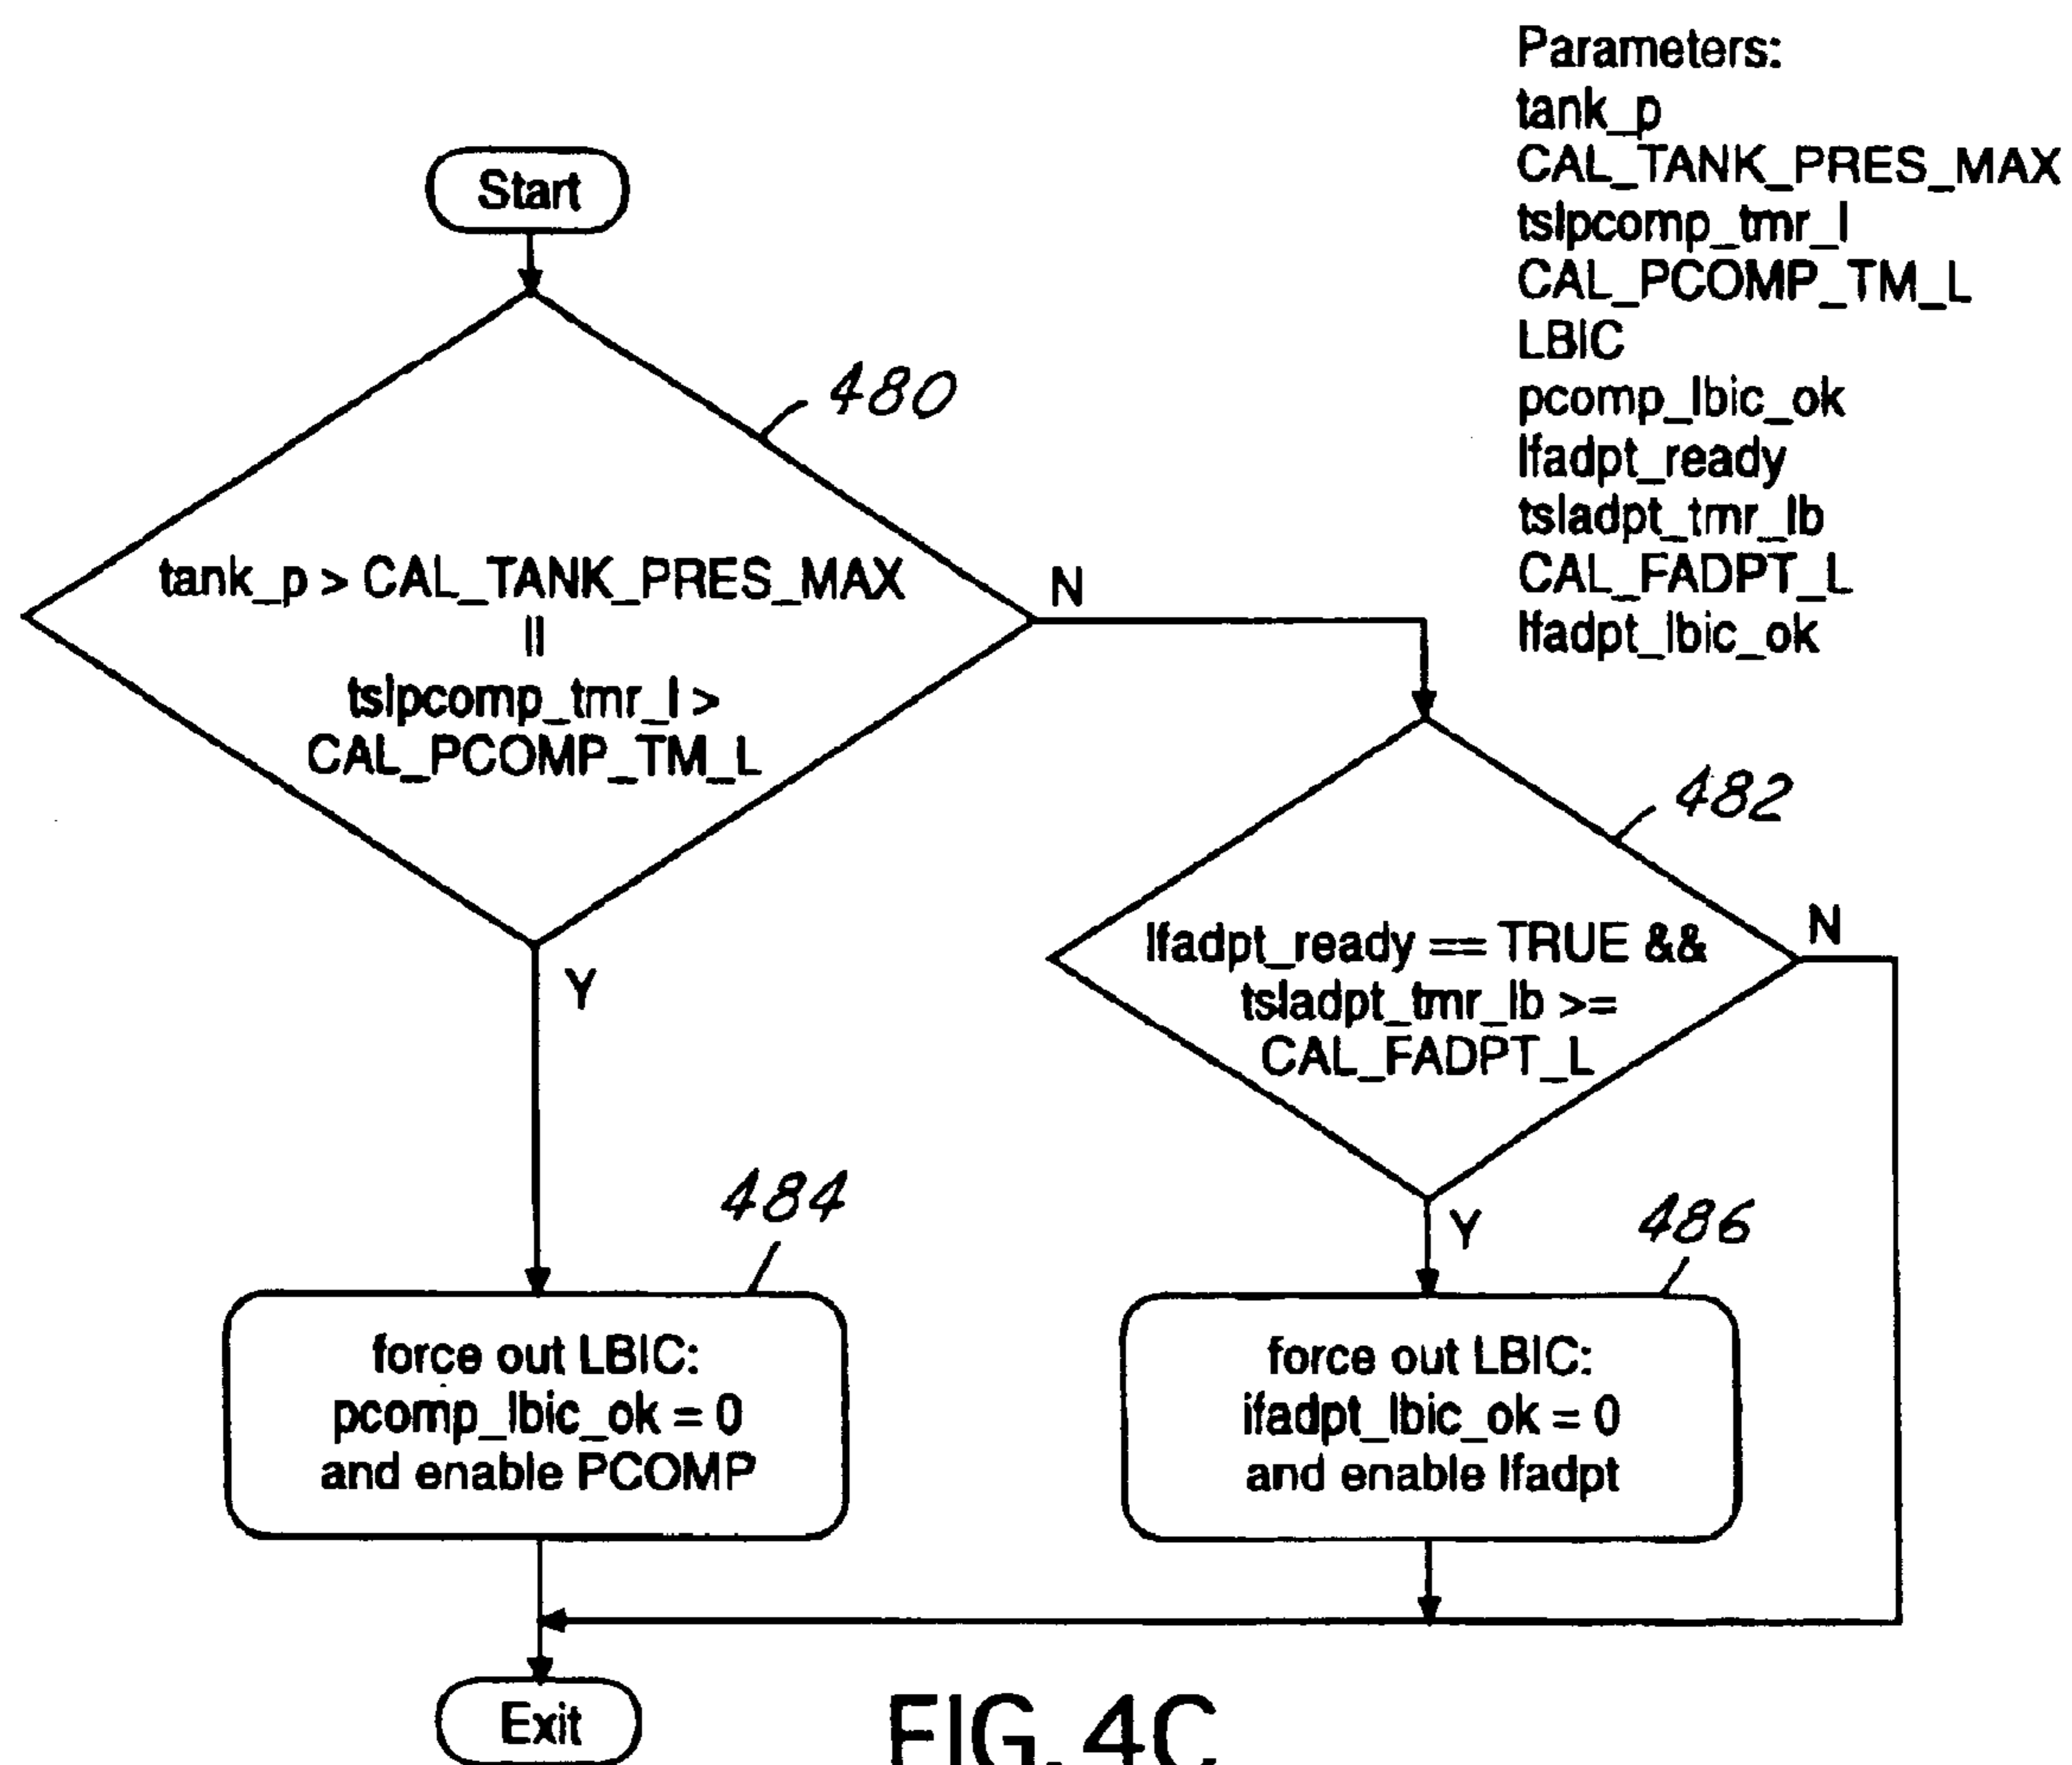 Parameters:
tank_p
CAL_TANK_PRES_MAX
tslpcomp_tmr_l
CAL_PCOMP_TM_L
LBIC
pcomp_lbic_ok
lfadpt_ready
tsladpt_tmr_lb
CAL_FADPT_L
lfadpt_lbic_ok
Start
480
tank_p > CAL_TANK_PRES_MAX
||
tslpcomp_tmr_l >
CAL_PCOMP_TM_L
N
Y
482
lfadpt_ready == TRUE &&
tsladpt_tmr_lb >=
CAL_FADPT_L
N
Y
484
force out LBIC:
pcomp_lbic_ok = 0
and enable PCOMP
486
force out LBIC:
ifadpt_lbic_ok = 0
and enable lfadpt
Exit
FIG. 4C